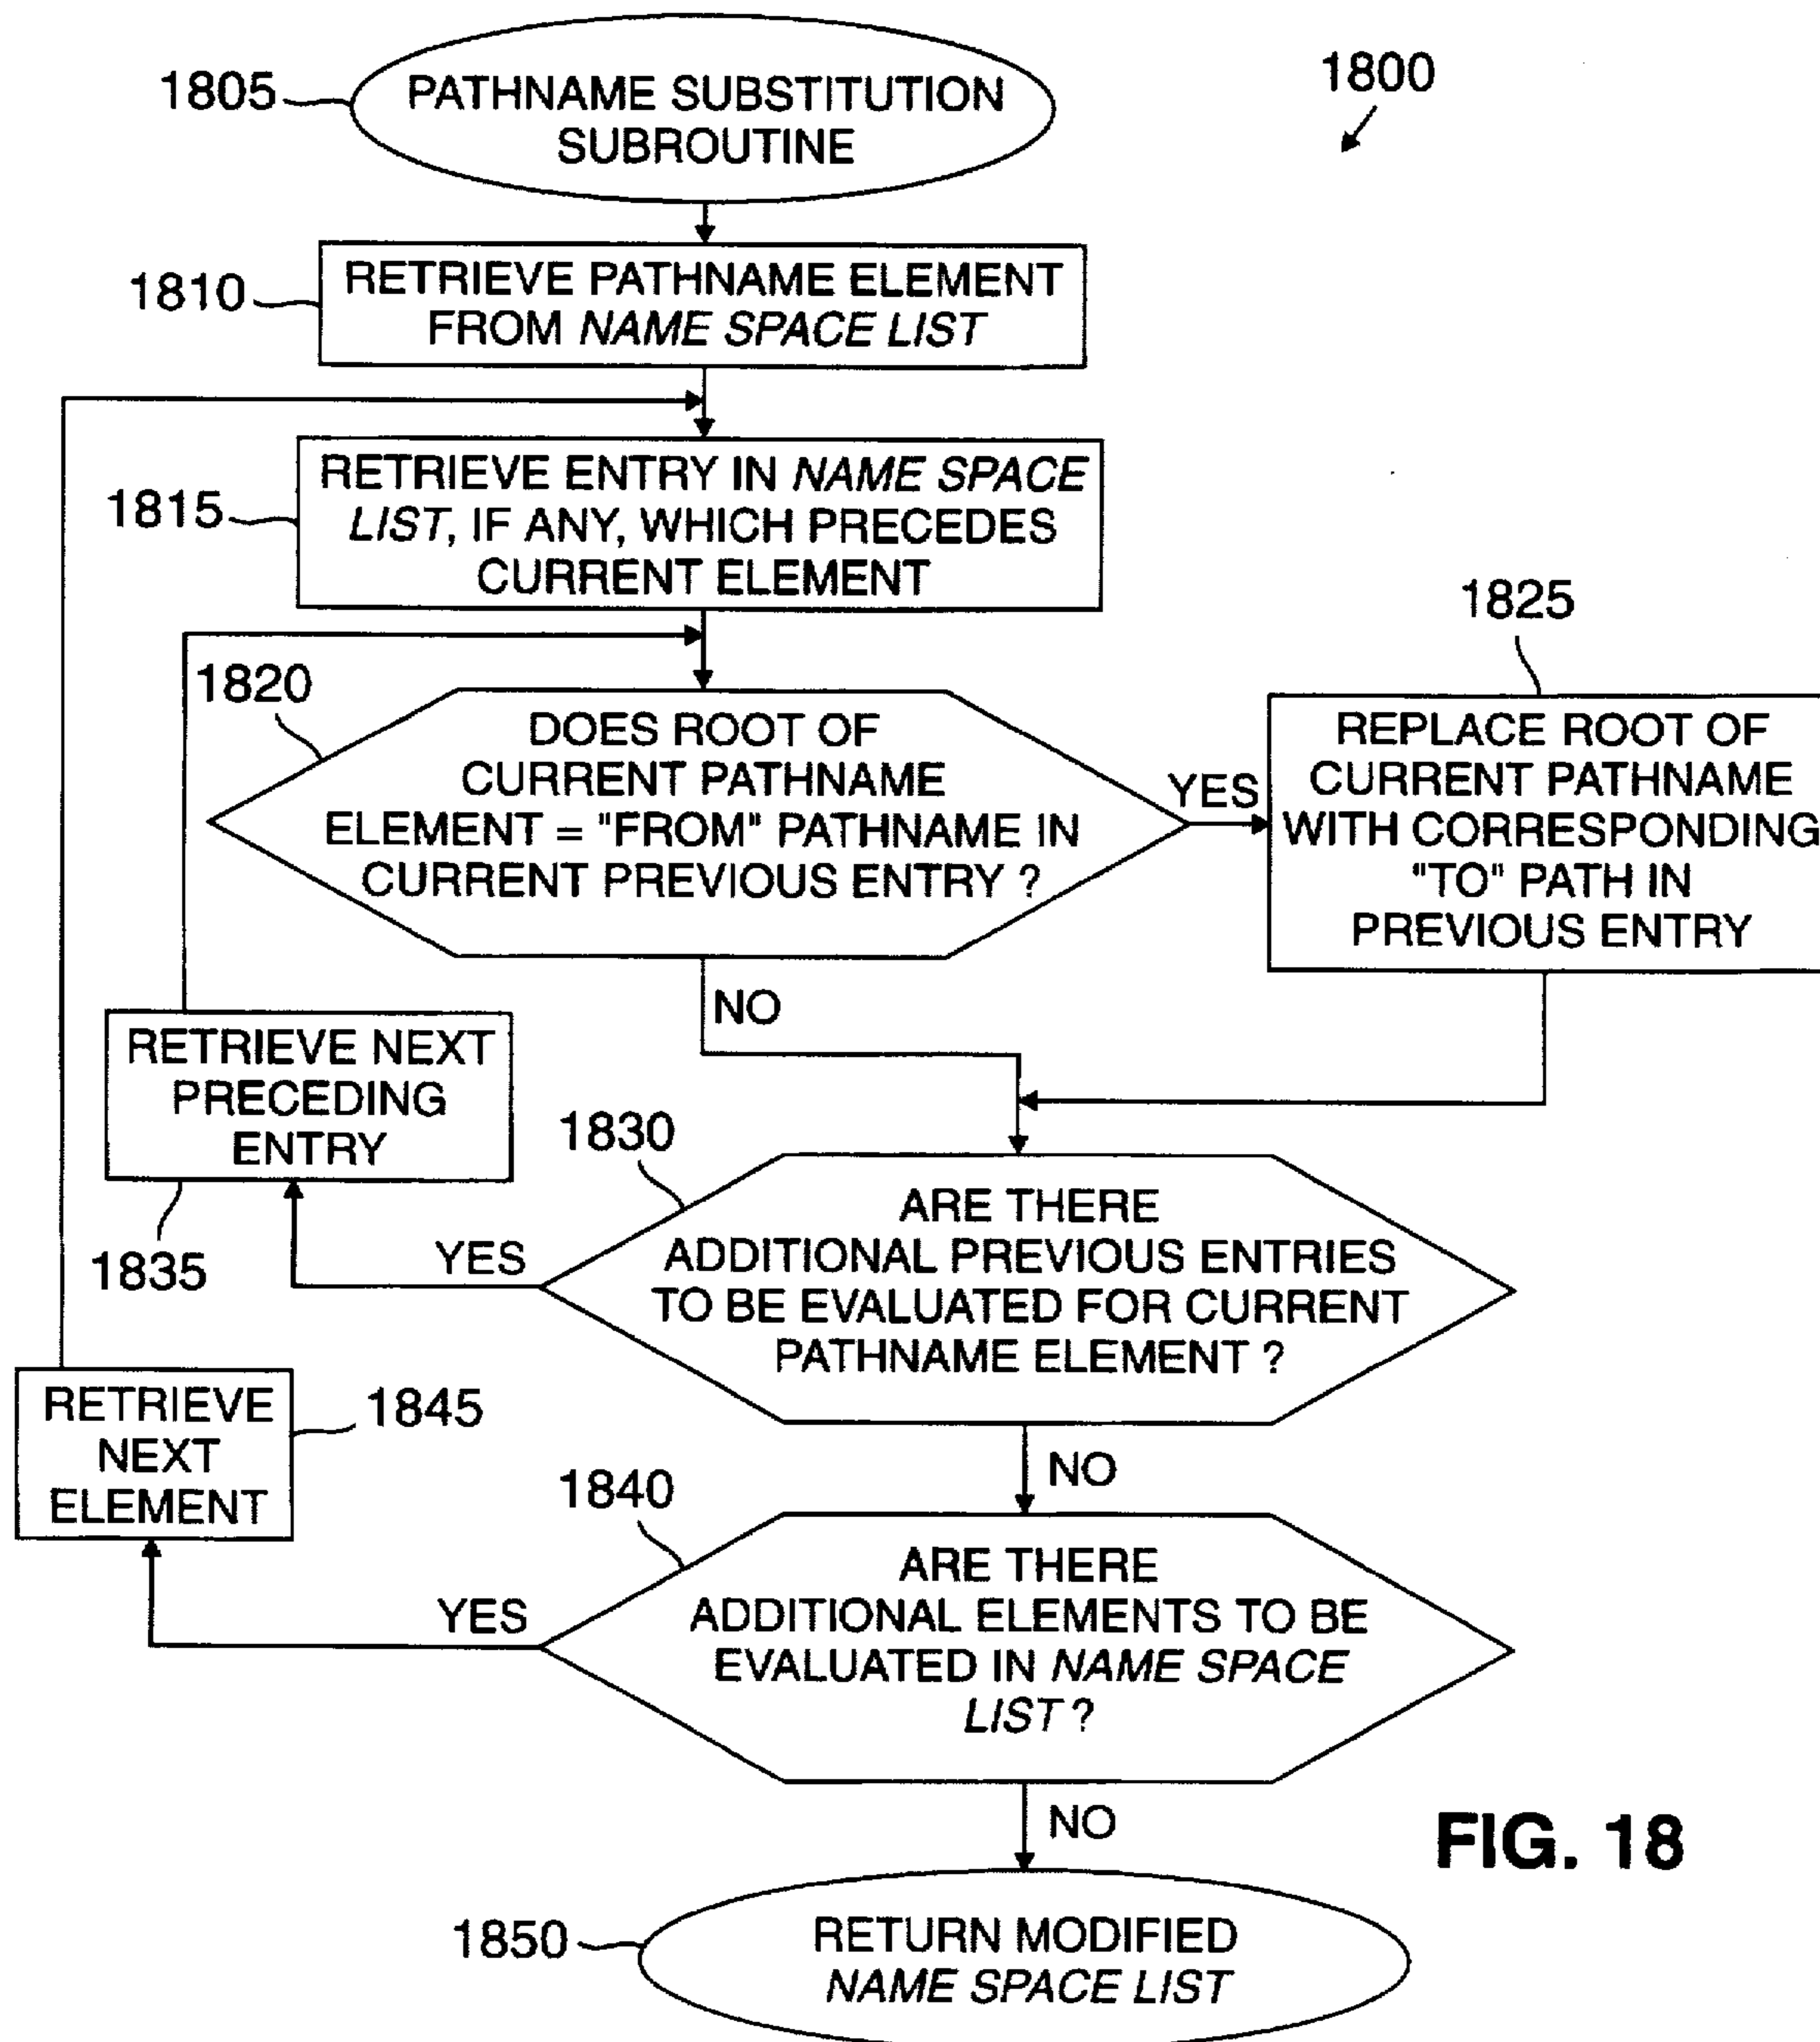 1800
1805
PATHNAME SUBSTITUTION
SUBROUTINE
1810
RETRIEVE PATHNAME ELEMENT
FROM NAME SPACE LIST
1815
RETRIEVE ENTRY IN NAME SPACE
LIST, IF ANY, WHICH PRECEDES
CURRENT ELEMENT
1820
DOES ROOT OF
CURRENT PATHNAME
ELEMENT = "FROM" PATHNAME IN
CURRENT PREVIOUS ENTRY ?
YES
1825
REPLACE ROOT OF
CURRENT PATHNAME
WITH CORRESPONDING
"TO" PATH IN
PREVIOUS ENTRY
NO
RETRIEVE NEXT
PRECEDING
ENTRY
1835
1830
ARE THERE
ADDITIONAL PREVIOUS ENTRIES
TO BE EVALUATED FOR CURRENT
PATHNAME ELEMENT ?
YES
NO
RETRIEVE
NEXT
ELEMENT
1845
1840
ARE THERE
ADDITIONAL ELEMENTS TO BE
EVALUATED IN NAME SPACE
LIST ?
YES
NO
1850
RETURN MODIFIED
NAME SPACE LIST
FIG. 18